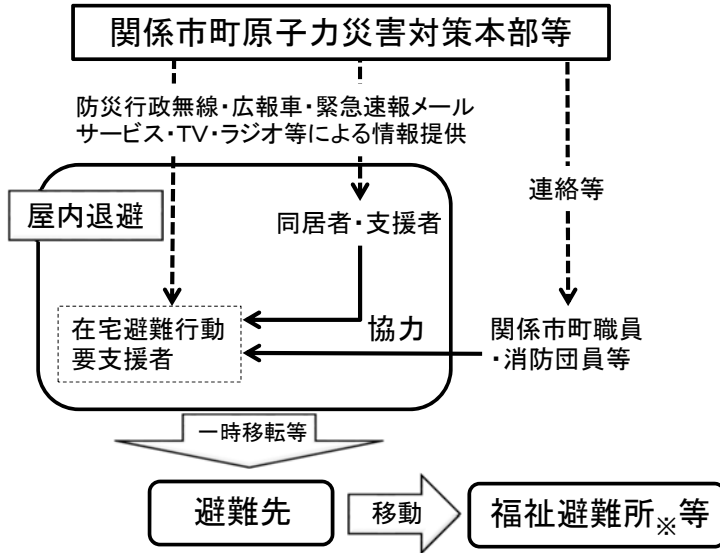 関係市町原子力災害対策本部等
防災行政無線・広報車・緊急速報メール
サービス・TV・ラジオ等による情報提供
連絡等
屋内退避
同居者・支援者
在宅避難行動
要支援者
協力
関係市町職員
・消防団員等
一時移転等
避難先
移動
福祉避難所※等